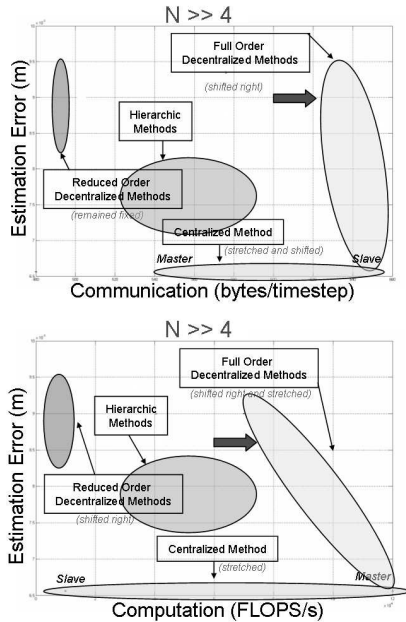 N >> 4
Full Order
Decentralized Methods
(shifted right)
Hierarchic
Methods
Reduced Order
Decentralized Methods
(remained fixed)
Centralized Method
(stretched and shifted)
Master
Slave
Estimation Error (m)
Communication (bytes/timestep)
N >> 4
Full Order
Decentralized Methods
(shifted right and stretched)
Hierarchic
Methods
Reduced Order
Decentralized Methods
(shifted right)
Centralized Method
(stretched)
Slave
Master
Estimation Error (m)
Computation (FLOPS/s)